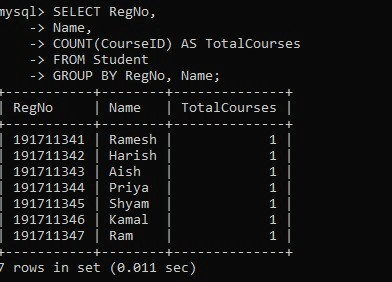 mysql> SELECT RegNo,
    -> Name,
    -> COUNT(CourseID) AS TotalCourses
    -> FROM Student
    -> GROUP BY RegNo, Name;
+-----------+--------+--------------+
| RegNo     | Name   | TotalCourses |
+-----------+--------+--------------+
| 191711341 | Ramesh |            1 |
| 191711342 | Harish |            1 |
| 191711343 | Aish   |            1 |
| 191711344 | Priya  |            1 |
| 191711345 | Shyam  |            1 |
| 191711346 | Kamal  |            1 |
| 191711347 | Ram    |            1 |
+-----------+--------+--------------+
7 rows in set (0.011 sec)